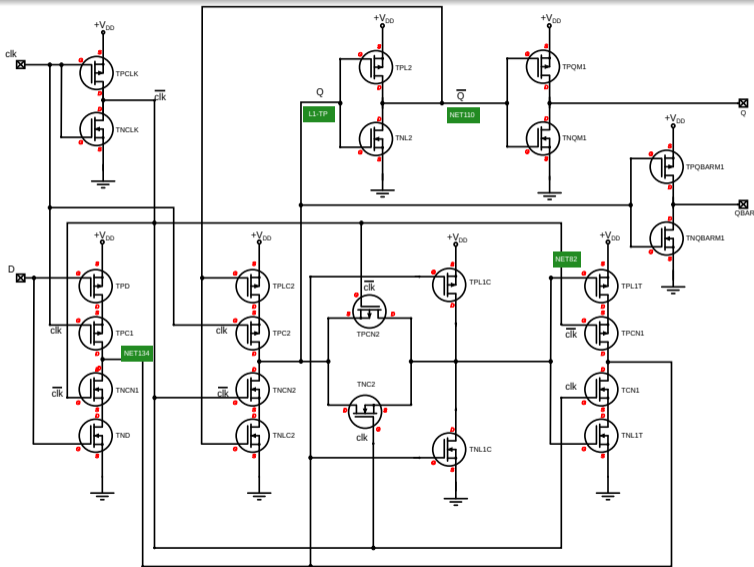 +VDD
+VDD
+VDD
clk
TPCLK
TPL2
TPQM1
clk
Q
Q
L1-TP
NET110
Q
TNCLK
TNL2
TNQM1
+VDD
TPQBARM1
QBAR
TNQBARM1
+VDD
+VDD
+VDD
+VDD
NET82
D
TPD
TPLC2
clk
TPL1C
TPL1T
clk
TPC1
clk
TPC2
TPCN2
clk
TPCN1
NET134
clk
TNCN1
clk
TNCN2
TNC2
clk
TCN1
TND
TNLC2
clk
TNL1C
TNL1T